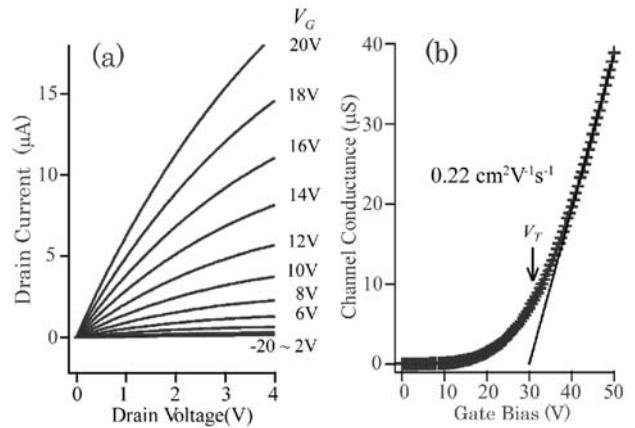 V_G
(a)
20V
18V
16V
14V
12V
10V
8V
6V
-20 ~ 2V
15
10
5
0
Drain Current (μA)
0 1 2 3 4
Drain Voltage(V)
(b)
40
30
20
10
0
Channel Conductance (μS)
0.22 cm²V⁻¹s⁻¹
V_T
0 10 20 30 40 50
Gate Bias (V)